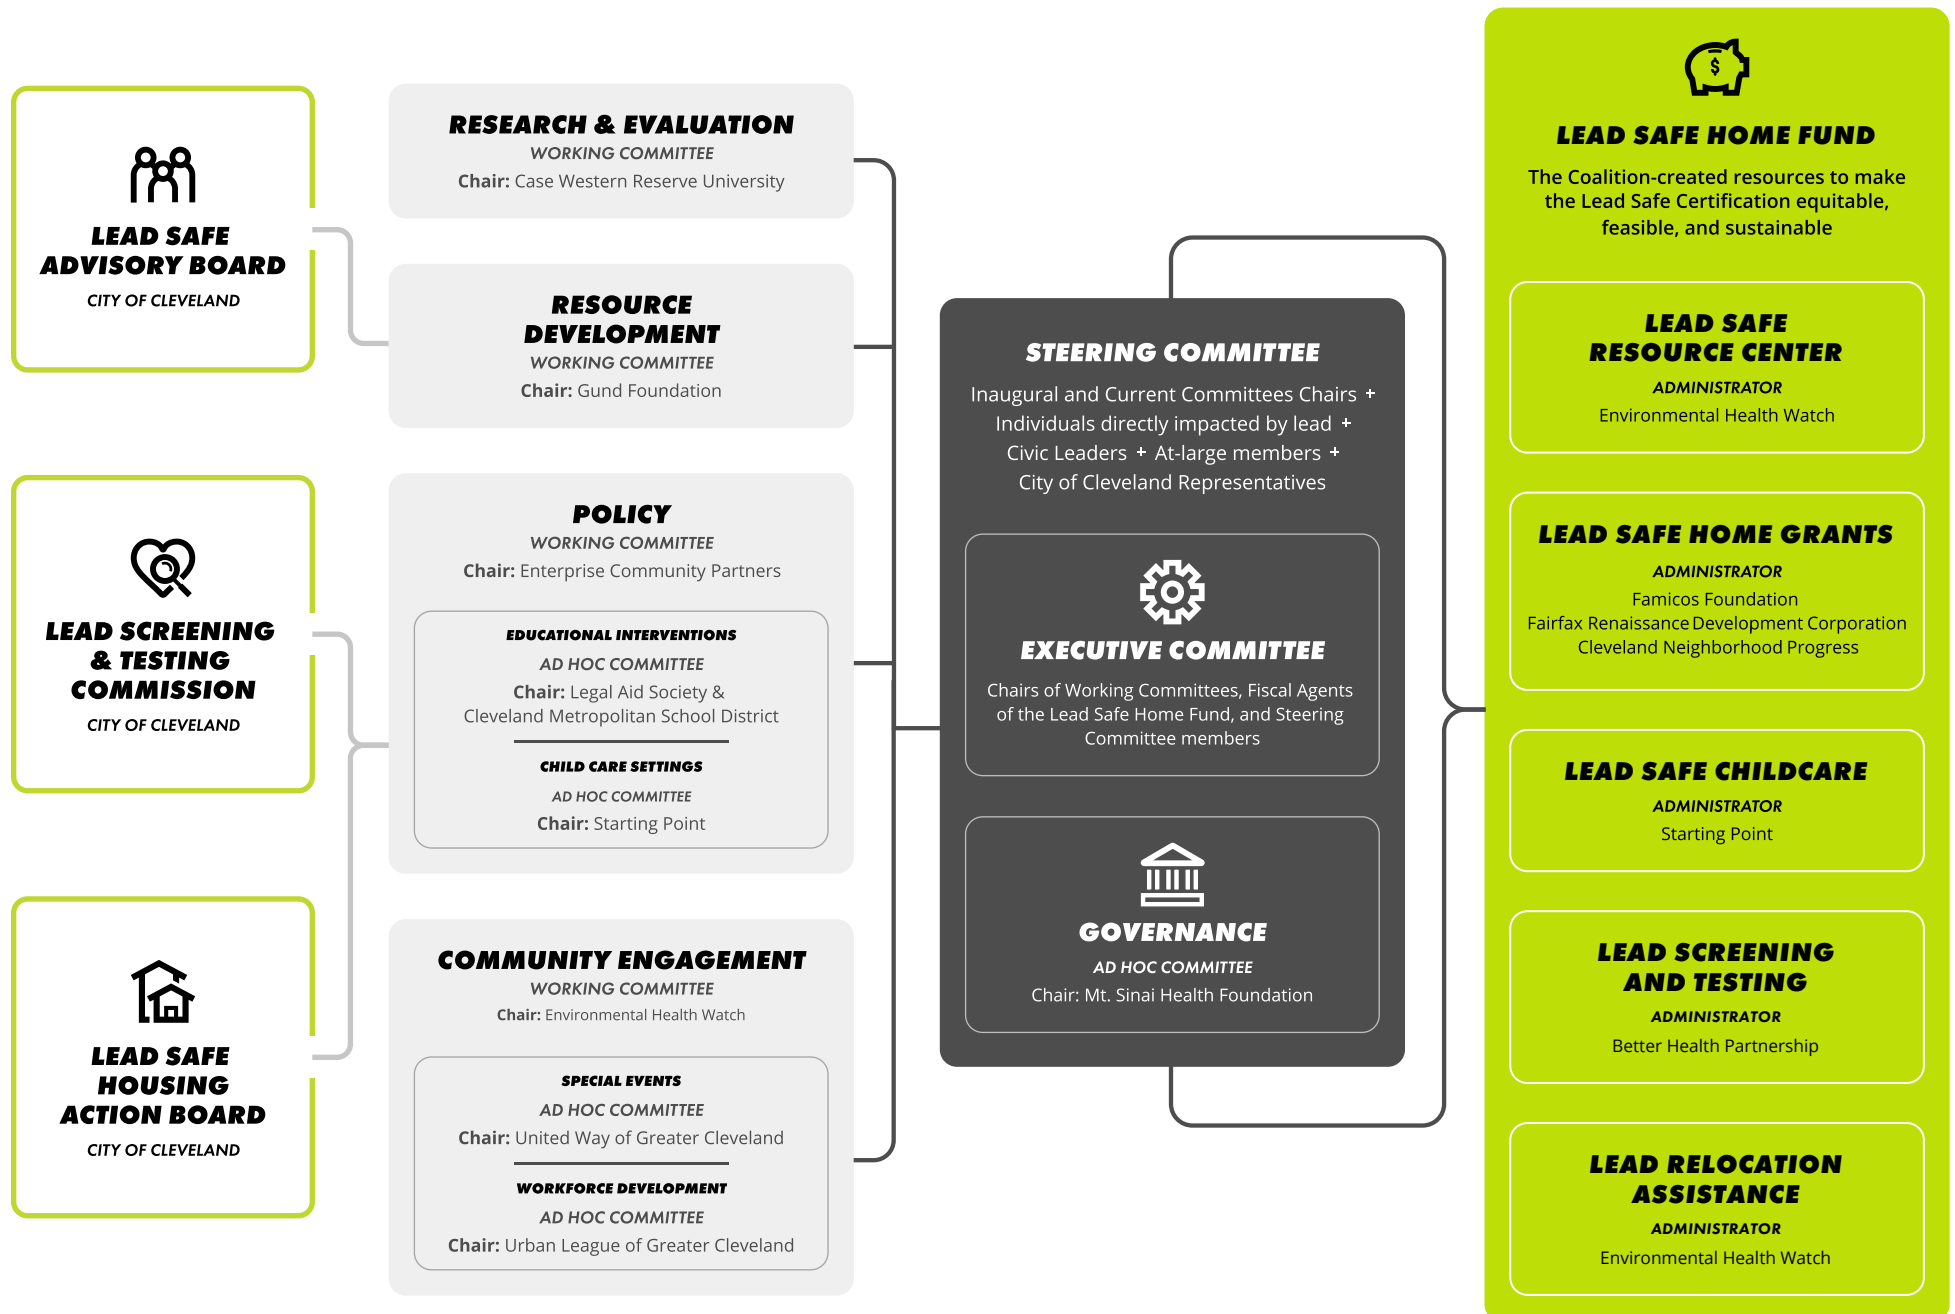 LEAD SAFE
ADVISORY BOARD
CITY OF CLEVELAND
LEAD SCREENING
& TESTING
COMMISSION
CITY OF CLEVELAND
LEAD SAFE
HOUSING
ACTION BOARD
CITY OF CLEVELAND
RESEARCH & EVALUATION
WORKING COMMITTEE
Chair: Case Western Reserve University
RESOURCE
DEVELOPMENT
WORKING COMMITTEE
Chair: Gund Foundation
POLICY
WORKING COMMITTEE
Chair: Enterprise Community Partners
EDUCATIONAL INTERVENTIONS
AD HOC COMMITTEE
Chair: Legal Aid Society &
Cleveland Metropolitan School District
CHILD CARE SETTINGS
AD HOC COMMITTEE
Chair: Starting Point
COMMUNITY ENGAGEMENT
WORKING COMMITTEE
Chair: Environmental Health Watch
SPECIAL EVENTS
AD HOC COMMITTEE
Chair: United Way of Greater Cleveland
WORKFORCE DEVELOPMENT
AD HOC COMMITTEE
Chair: Urban League of Greater Cleveland
STEERING COMMITTEE
Inaugural and Current Committees Chairs +
Individuals directly impacted by lead +
Civic Leaders + At-large members +
City of Cleveland Representatives
EXECUTIVE COMMITTEE
Chairs of Working Committees, Fiscal Agents
of the Lead Safe Home Fund, and Steering
Committee members
GOVERNANCE
AD HOC COMMITTEE
Chair: Mt. Sinai Health Foundation
$
LEAD SAFE HOME FUND
The Coalition-created resources to make
the Lead Safe Certification equitable,
feasible, and sustainable
LEAD SAFE
RESOURCE CENTER
ADMINISTRATOR
Environmental Health Watch
LEAD SAFE HOME GRANTS
ADMINISTRATOR
Famicos Foundation
Fairfax Renaissance Development Corporation
Cleveland Neighborhood Progress
LEAD SAFE CHILDCARE
ADMINISTRATOR
Starting Point
LEAD SCREENING
AND TESTING
ADMINISTRATOR
Better Health Partnership
LEAD RELOCATION
ASSISTANCE
ADMINISTRATOR
Environmental Health Watch